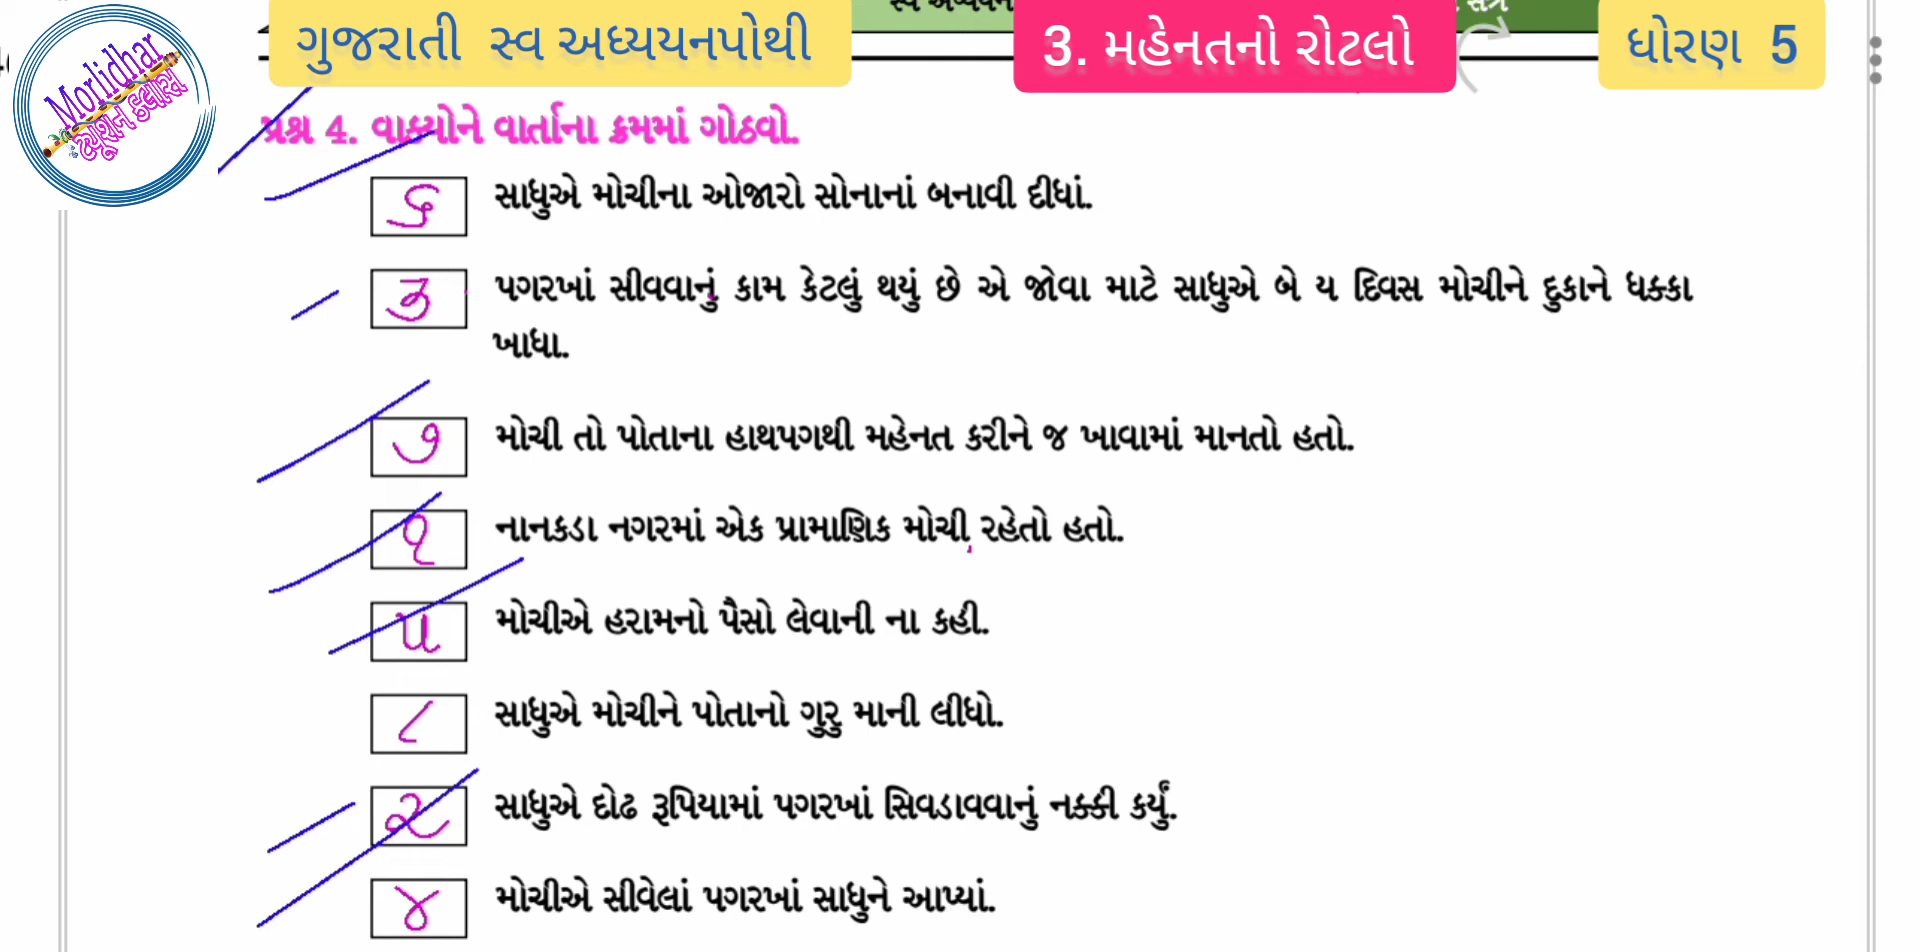 Morlidhar
ટ્યૂશન ક્લાસ
ગુજરાતી સ્વ અધ્યયનપોથી
3. મહેનતનો રોટલો
ધોરણ 5
પ્રશ્ન 4. વાક્યોને વાર્તાના ક્રમમાં ગોઠવો.
૬ સાધુએ મોચીના ઓજારો સોનાનાં બનાવી દીધાં.
૩ પગરખાં સીવવાનું કામ કેટલું થયું છે એ જોવા માટે સાધુએ બે ય દિવસ મોચીને દુકાને ધક્કા
ખાધા.
૭ મોચી તો પોતાના હાથપગથી મહેનત કરીને જ ખાવામાં માનતો હતો.
૧ નાનકડા નગરમાં એક પ્રામાણિક મોચી રહેતો હતો.
૫ મોચીએ હરામનો પૈસો લેવાની ના કહી.
૮ સાધુએ મોચીને પોતાનો ગુરુ માની લીધો.
૨ સાધુએ દોઢ રૂપિયામાં પગરખાં સિવડાવવાનું નક્કી કર્યું.
૪ મોચીએ સીવેલાં પગરખાં સાધુને આપ્યાં.